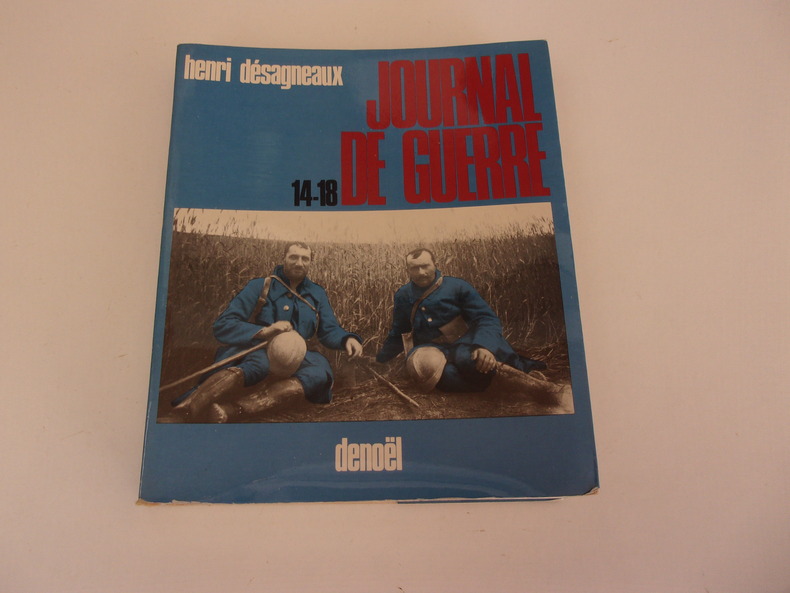 henri désagneaux
JOURNAL
14-18 DE GUERRE
denoël